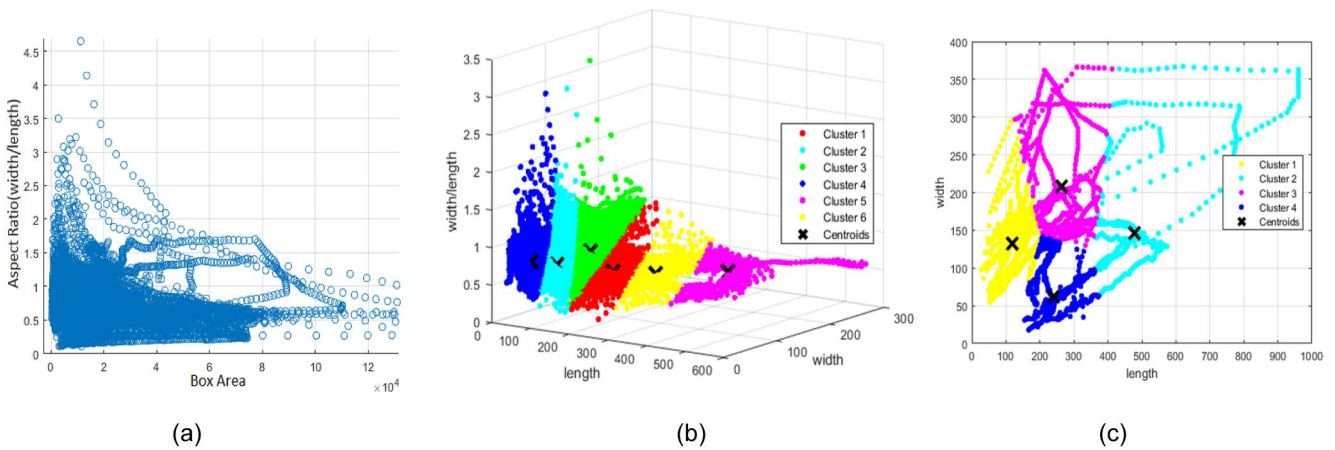 4.5
4
3.5
3
2.5
2
1.5
1
0.5
0
Aspect Ratio(width/length)
0 2 4 6 8 10 12
×10⁴
Box Area
(a)
3.5
3
2.5
2
1.5
1
0.5
0
width/length
0 100 200 300 400 500 600
length
0 100 200 300
width
Cluster 1
Cluster 2
Cluster 3
Cluster 4
Cluster 5
Cluster 6
Centroids
(b)
400
350
300
250
200
150
100
50
0
width
0 100 200 300 400 500 600 700 800 900 1000
length
Cluster 1
Cluster 2
Cluster 3
Cluster 4
Centroids
(c)